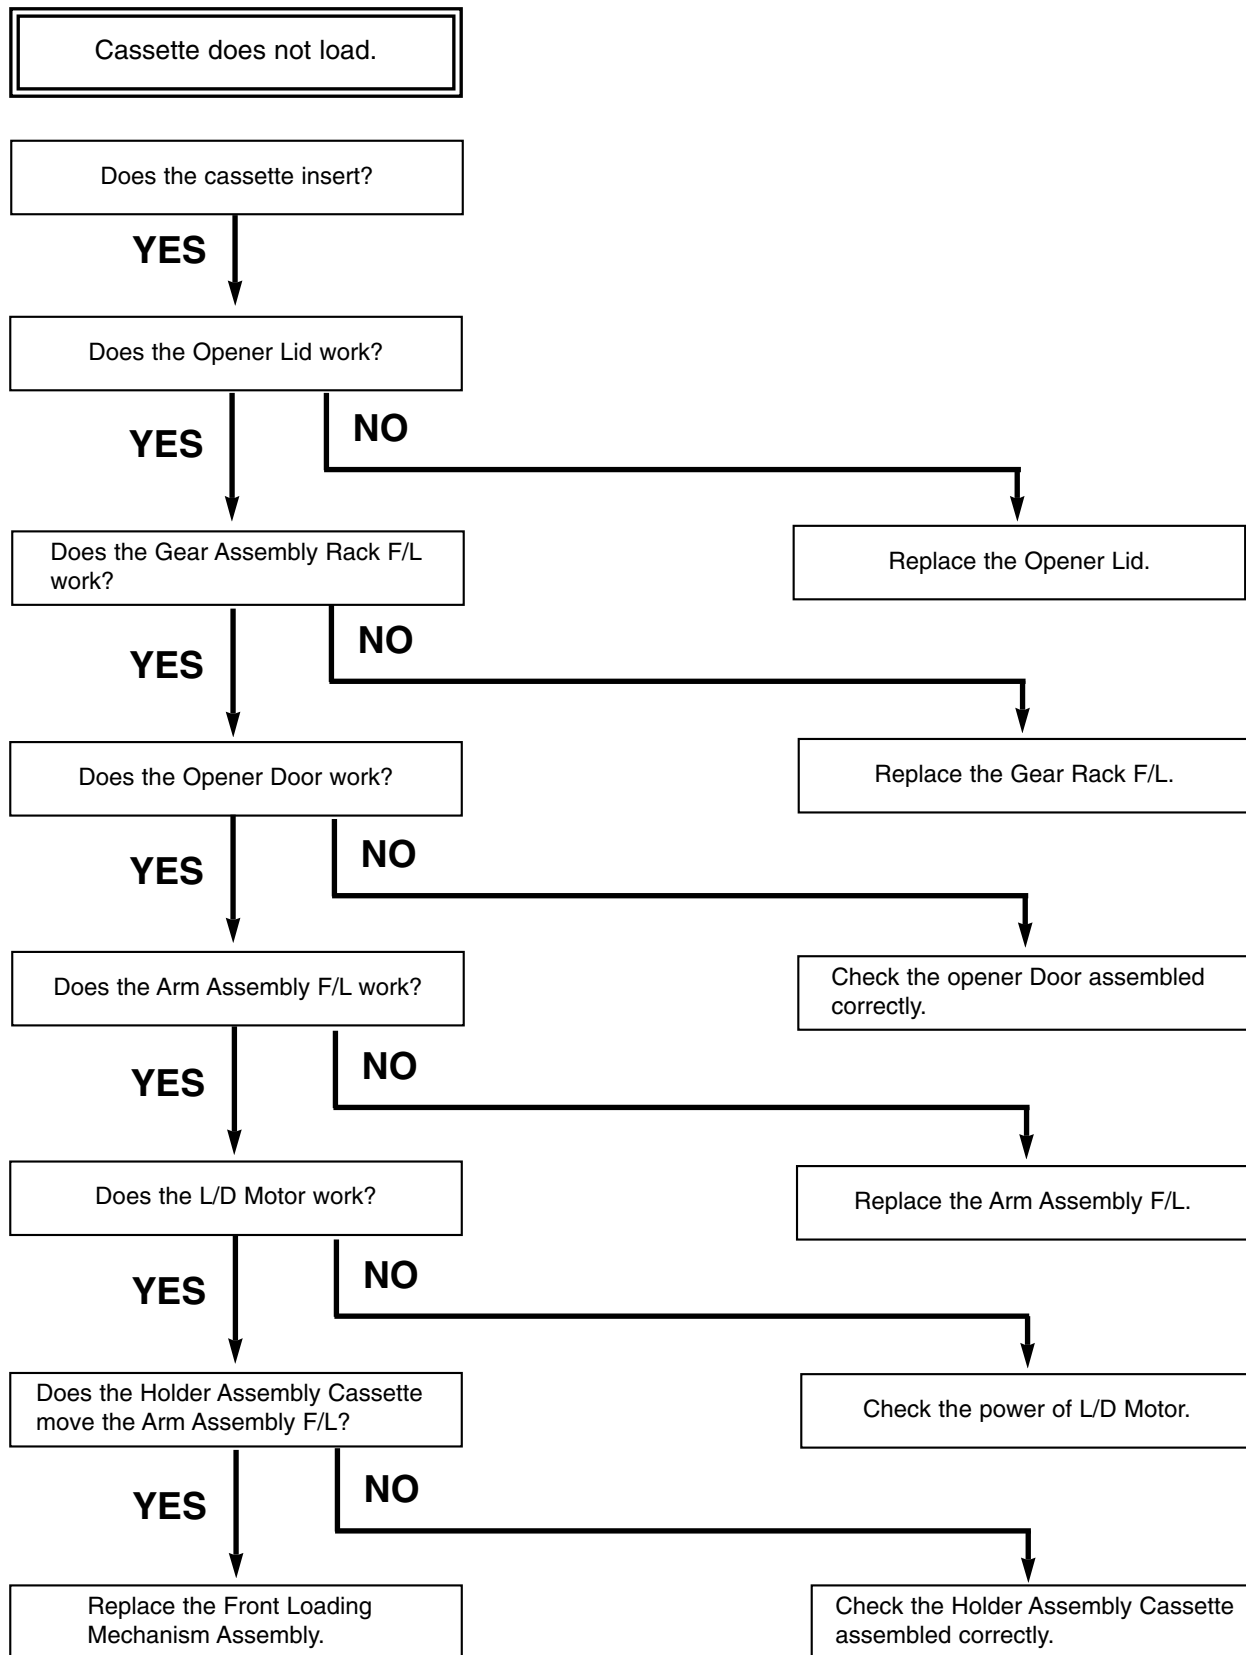 Cassette does not load.
Does the cassette insert?
YES
Does the Opener Lid work?
YES
NO
Does the Gear Assembly Rack F/L
work?
Replace the Opener Lid.
YES
NO
Does the Opener Door work?
Replace the Gear Rack F/L.
YES
NO
Does the Arm Assembly F/L work?
Check the opener Door assembled
correctly.
YES
NO
Does the L/D Motor work?
Replace the Arm Assembly F/L.
YES
NO
Does the Holder Assembly Cassette
move the Arm Assembly F/L?
Check the power of L/D Motor.
YES
NO
Replace the Front Loading
Mechanism Assembly.
Check the Holder Assembly Cassette
assembled correctly.